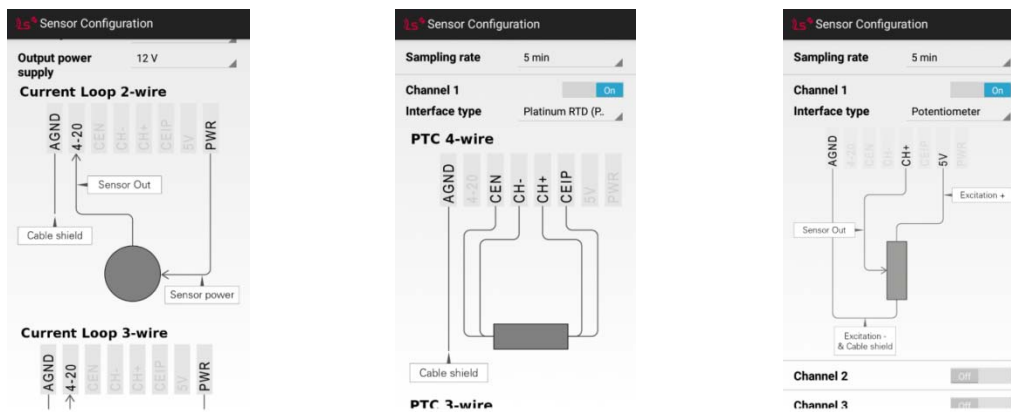 ls Sensor Configuration
Output power
supply
12 V
Current Loop 2-wire
AGND
4-20
CEN
CH-
CH+
CEIP
5V
PWR
Sensor Out
Cable shield
Sensor power
Current Loop 3-wire
AGND
4-20
CEN
CH-
CH+
CEIP
5V
PWR
ls Sensor Configuration
Sampling rate 5 min
Channel 1 On
Interface type Platinum RTD (P..
PTC 4-wire
AGND
4-20
CEN
CH-
CH+
CEIP
5V
PWR
Cable shield
PTC 3-wire
ls Sensor Configuration
Sampling rate 5 min
Channel 1 On
Interface type Potentiometer
AGND
4-20
CEN
CH-
CH+
CEIP
5V
PWR
Excitation +
Sensor Out
Excitation -
& Cable shield
Channel 2 Off
Channel 3 Off